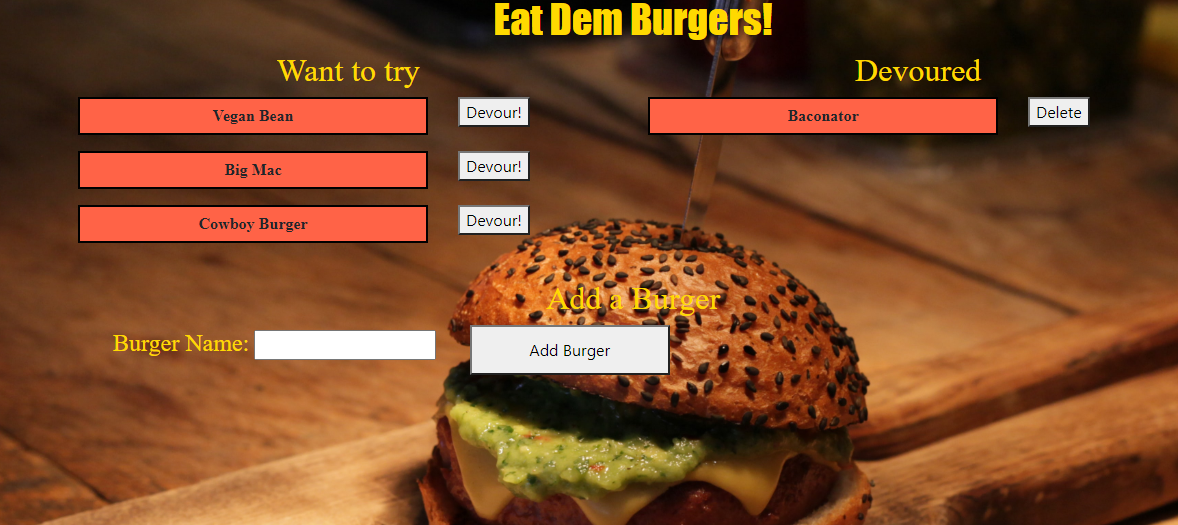 Eat Dem Burgers!
Want to try
Vegan Bean Devour!
Big Mac Devour!
Cowboy Burger Devour!
Devoured
Baconator Delete
Add a Burger
Burger Name: Add Burger